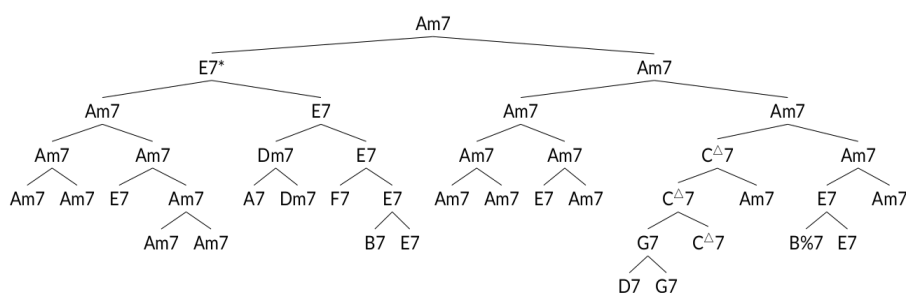 Am7
E7* Am7
Am7 E7 Am7 Am7
Am7 Am7 Dm7 E7 Am7 Am7 C△7 Am7
Am7 Am7 E7 Am7 A7 Dm7 F7 E7 Am7 Am7 E7 Am7 C△7 Am7 E7 Am7
Am7 Am7 B7 E7 G7 C△7 B%7 E7
D7 G7